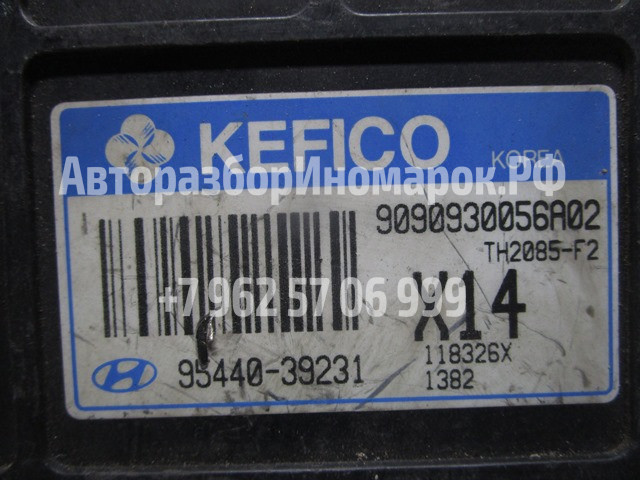 KEFICO KOREA
АвторазборИномарок.РФ
9090930056A02
TH2085-F2
+7 962 57 06 999
X14
118326X
95440-39231
1382